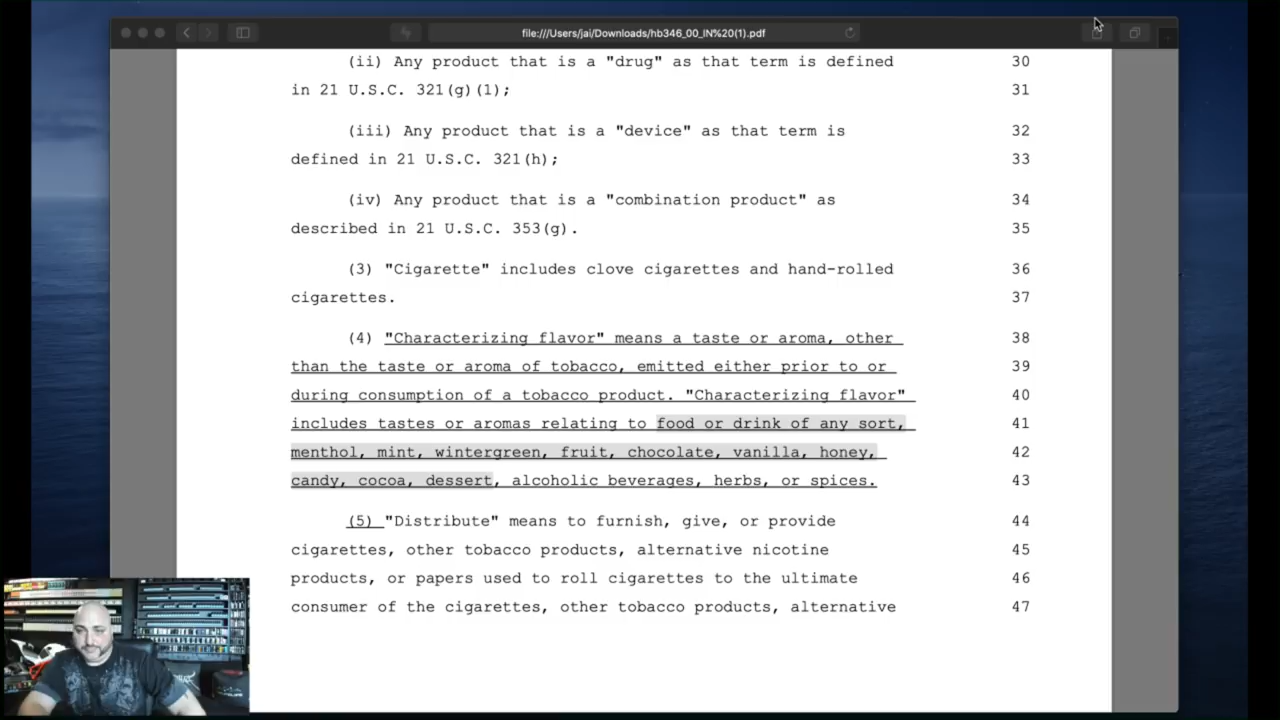 file:///Users/jai/Downloads/hb346_00_IN%20(1).pdf
(ii) Any product that is a "drug" as that term is defined 30
in 21 U.S.C. 321(g)(1); 31
(iii) Any product that is a "device" as that term is 32
defined in 21 U.S.C. 321(h); 33
(iv) Any product that is a "combination product" as 34
described in 21 U.S.C. 353(g). 35
(3) "Cigarette" includes clove cigarettes and hand-rolled 36
cigarettes. 37
(4) "Characterizing flavor" means a taste or aroma, other 38
than the taste or aroma of tobacco, emitted either prior to or 39
during consumption of a tobacco product. "Characterizing flavor" 40
includes tastes or aromas relating to food or drink of any sort, 41
menthol, mint, wintergreen, fruit, chocolate, vanilla, honey, 42
candy, cocoa, dessert, alcoholic beverages, herbs, or spices. 43
(5) "Distribute" means to furnish, give, or provide 44
cigarettes, other tobacco products, alternative nicotine 45
products, or papers used to roll cigarettes to the ultimate 46
consumer of the cigarettes, other tobacco products, alternative 47